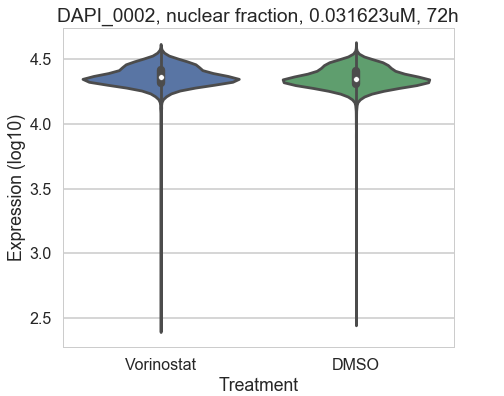 DAPI_0002, nuclear fraction, 0.031623uM, 72h
Expression (log10)
4.5
4.0
3.5
3.0
2.5
Vorinostat DMSO
Treatment